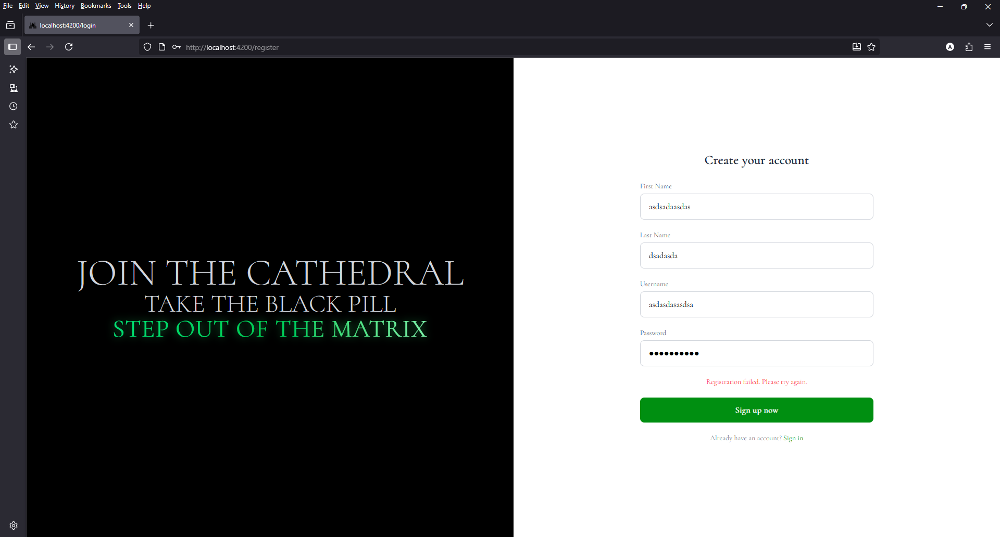 File Edit View History Bookmarks Tools Help
localhost:4200/login
http://localhost:4200/register
A
JOIN THE CATHEDRAL
TAKE THE BLACK PILL
STEP OUT OF THE MATRIX
Create your account
First Name
asdsadaasdas
Last Name
dsadasda
Username
asdasdasasdsa
Password
Registration failed. Please try again.
Sign up now
Already have an account? Sign in